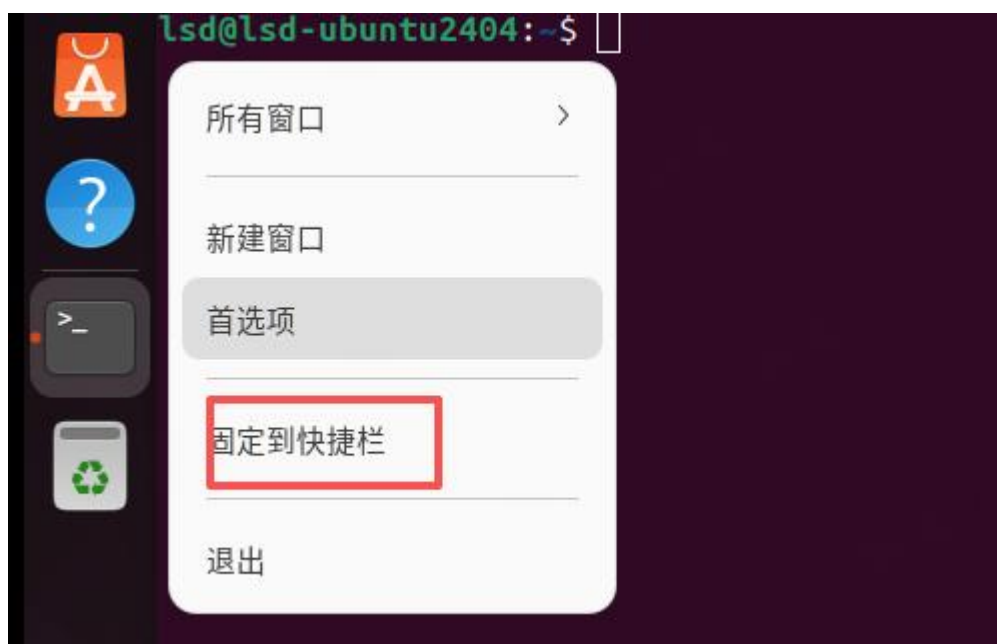 lsd@lsd-ubuntu2404:~$
A
?
所有窗口 >
新建窗口
首选项
>_
固定到快捷栏
退出